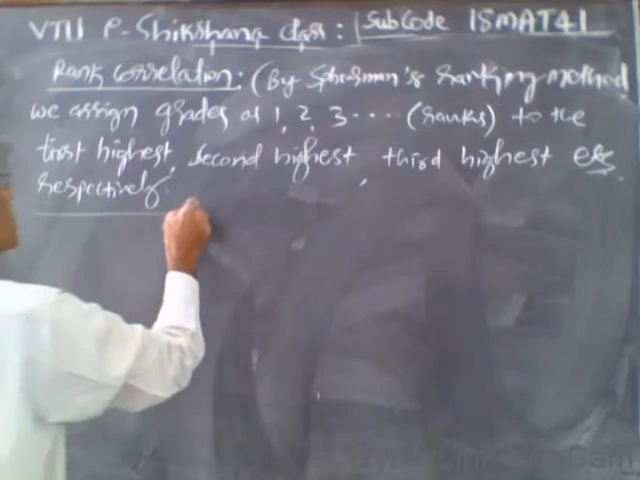 VTU e-Shikshana class: Sub Code 15MAT41
Rank correlation: (By Spearman's ranking method
we assign grades as 1, 2, 3 .... (ranks) to the
first highest, second highest, third highest etc
respectively.